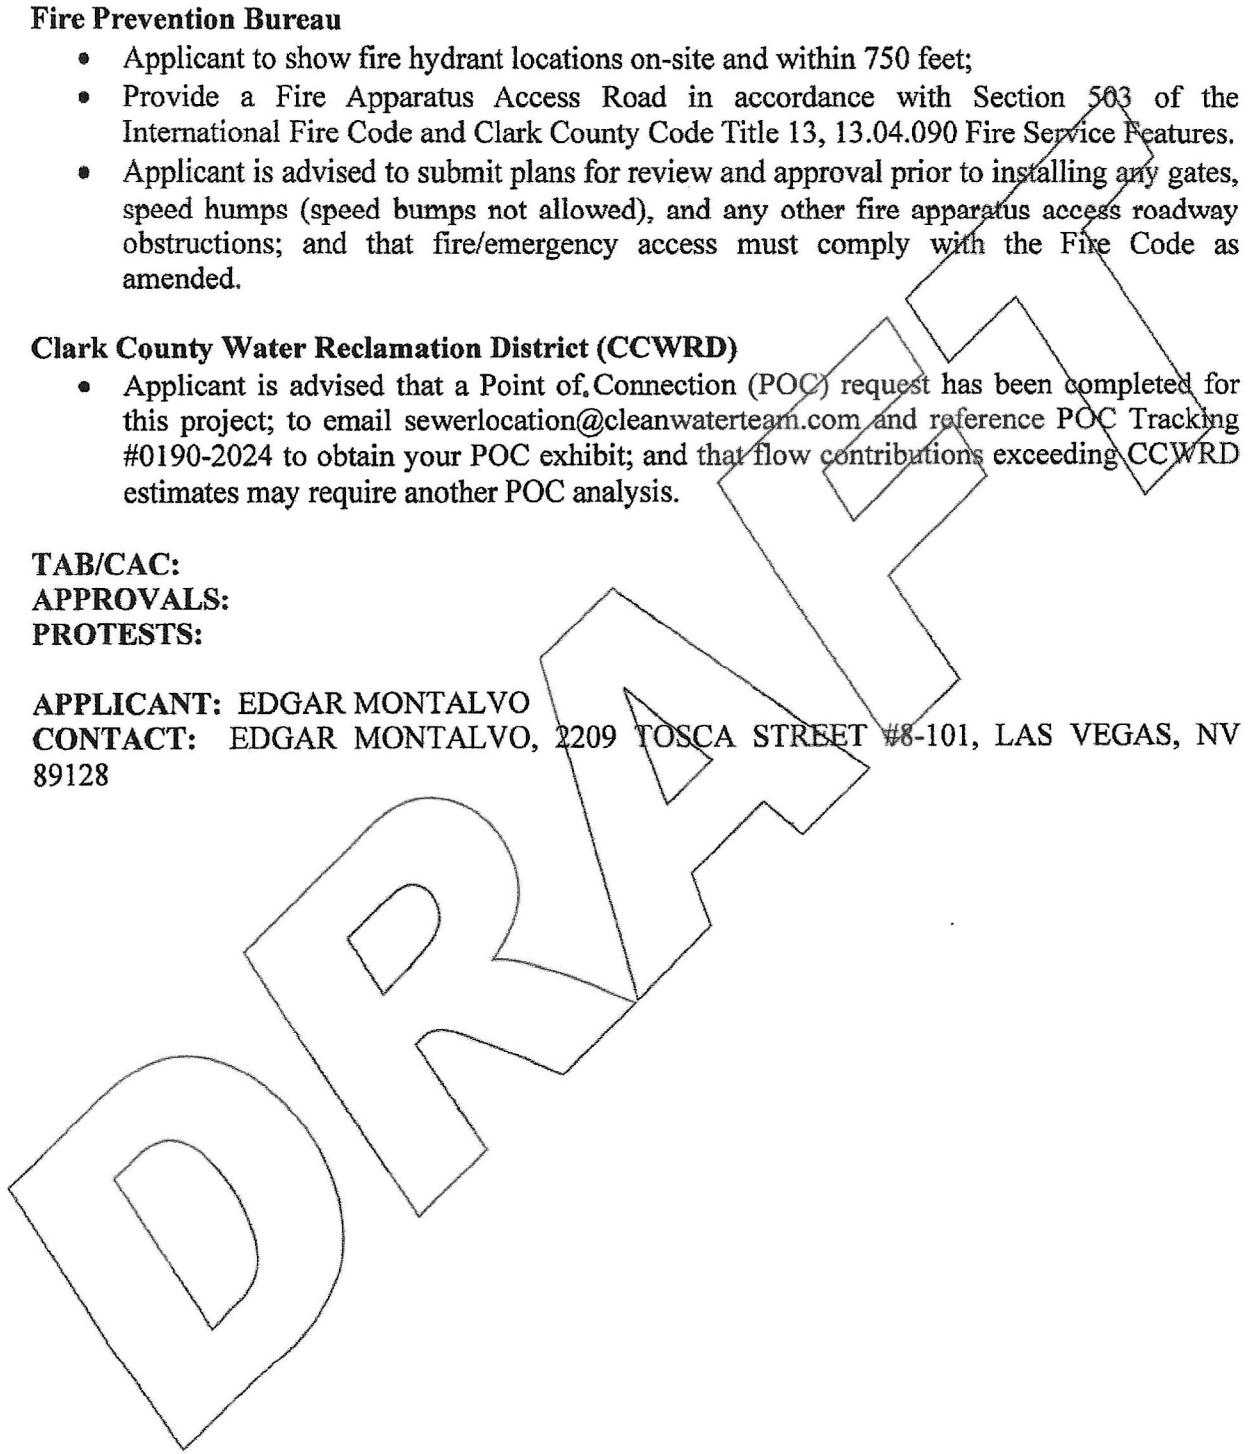 Fire Prevention Bureau
• Applicant to show fire hydrant locations on-site and within 750 feet;
• Provide a Fire Apparatus Access Road in accordance with Section 503 of the
International Fire Code and Clark County Code Title 13, 13.04.090 Fire Service Features.
• Applicant is advised to submit plans for review and approval prior to installing any gates,
speed humps (speed bumps not allowed), and any other fire apparatus access roadway
obstructions; and that fire/emergency access must comply with the Fire Code as
amended.
Clark County Water Reclamation District (CCWRD)
• Applicant is advised that a Point of Connection (POC) request has been completed for
this project; to email sewerlocation@cleanwaterteam.com and reference POC Tracking
#0190-2024 to obtain your POC exhibit; and that flow contributions exceeding CCWRD
estimates may require another POC analysis.
TAB/CAC:
APPROVALS:
PROTESTS:
APPLICANT: EDGAR MONTALVO
CONTACT: EDGAR MONTALVO, 2209 TOSCA STREET #8-101, LAS VEGAS, NV
89128
DRAFT